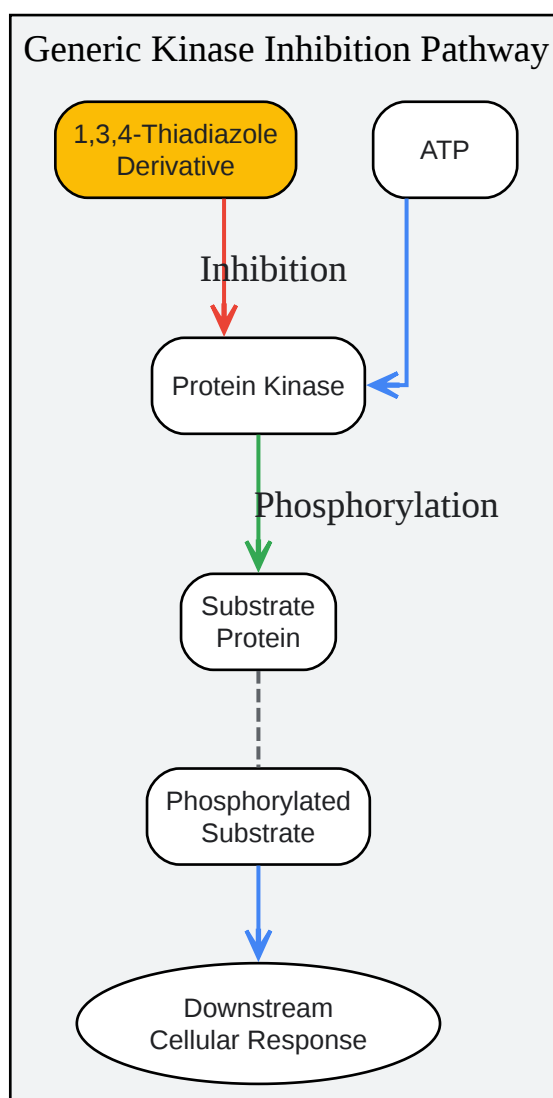 Generic Kinase Inhibition Pathway
1,3,4-Thiadiazole
Derivative
ATP
Inhibition
Protein Kinase
Phosphorylation
Substrate
Protein
Phosphorylated
Substrate
Downstream
Cellular Response